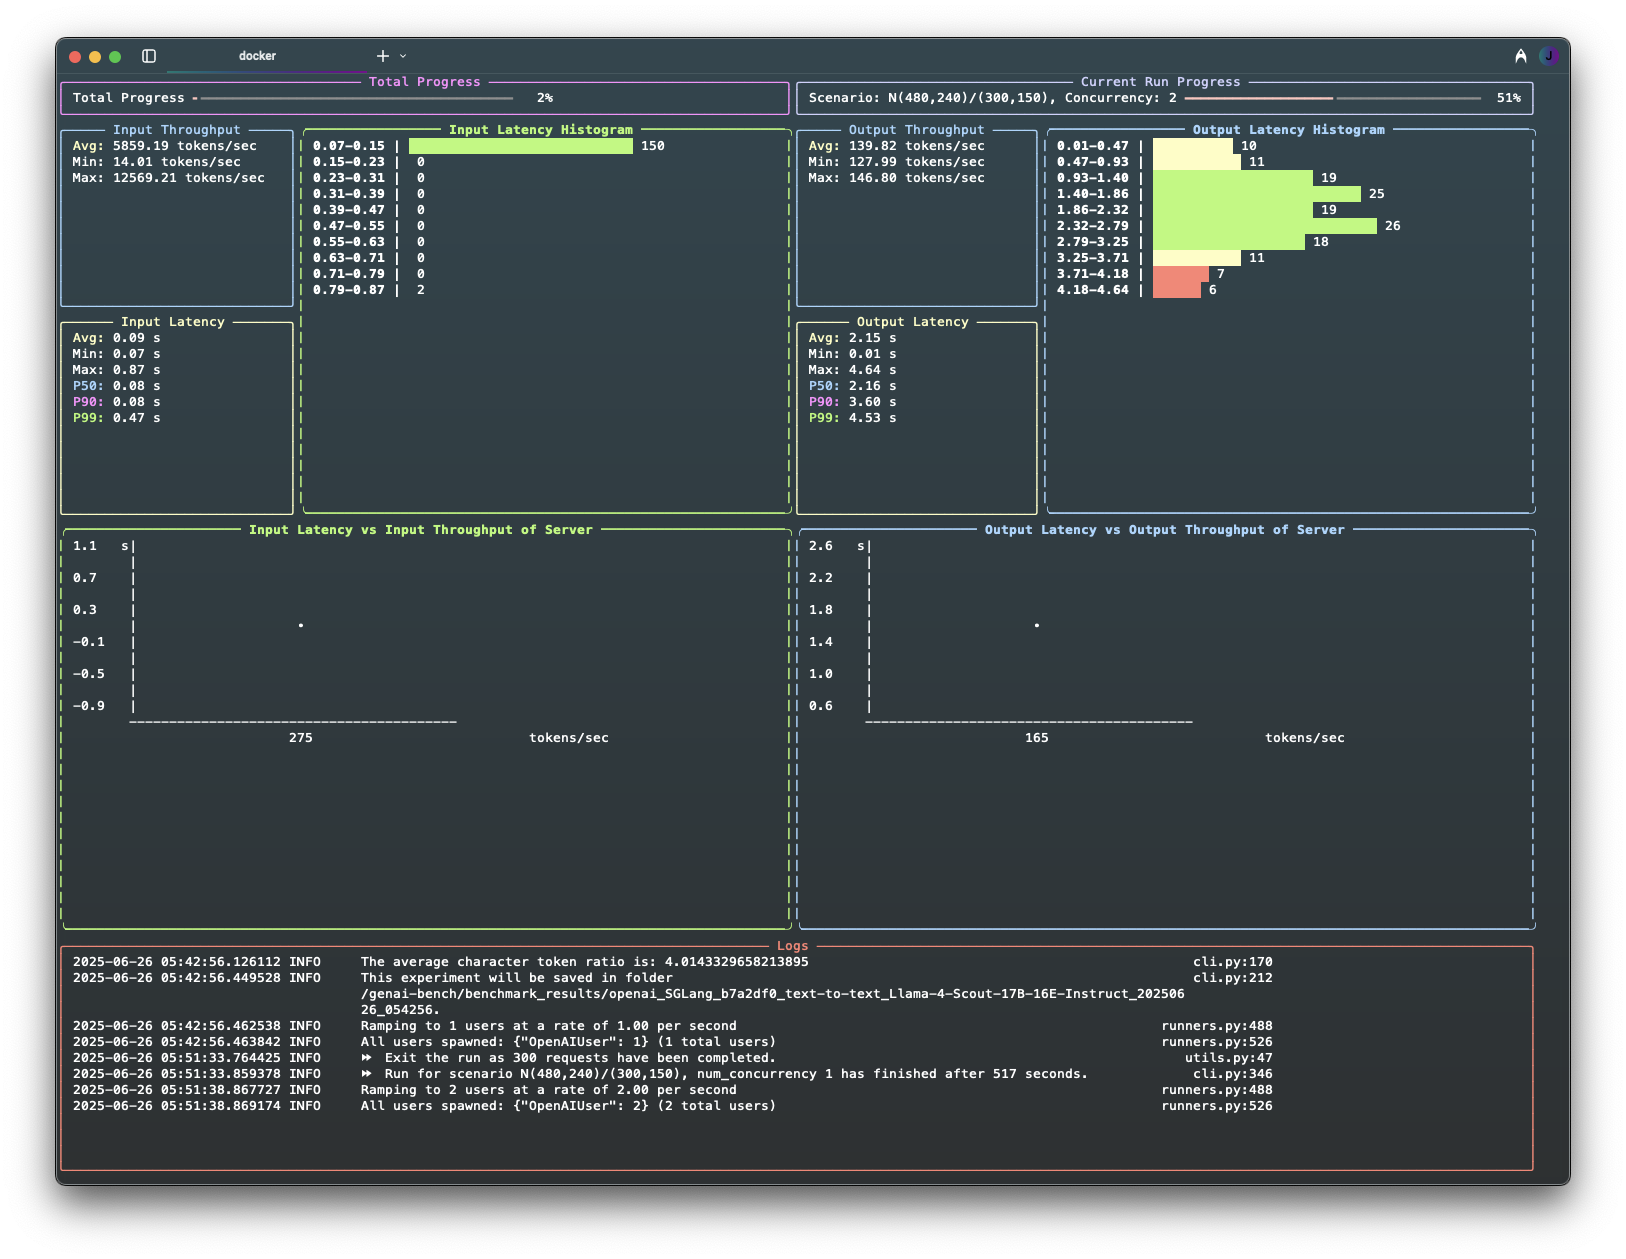 docker
J
Total Progress
Total Progress 2%
Current Run Progress
Scenario: N(480,240)/(300,150), Concurrency: 2 51%
Input Throughput
Avg: 5859.19 tokens/sec
Min: 14.01 tokens/sec
Max: 12569.21 tokens/sec
Input Latency Histogram
0.07-0.15 | 150
0.15-0.23 | 0
0.23-0.31 | 0
0.31-0.39 | 0
0.39-0.47 | 0
0.47-0.55 | 0
0.55-0.63 | 0
0.63-0.71 | 0
0.71-0.79 | 0
0.79-0.87 | 2
Output Throughput
Avg: 139.82 tokens/sec
Min: 127.99 tokens/sec
Max: 146.80 tokens/sec
Output Latency Histogram
0.01-0.47 | 10
0.47-0.93 | 11
0.93-1.40 | 19
1.40-1.86 | 25
1.86-2.32 | 19
2.32-2.79 | 26
2.79-3.25 | 18
3.25-3.71 | 11
3.71-4.18 | 7
4.18-4.64 | 6
Input Latency
Avg: 0.09 s
Min: 0.07 s
Max: 0.87 s
P50: 0.08 s
P90: 0.08 s
P99: 0.47 s
Output Latency
Avg: 2.15 s
Min: 0.01 s
Max: 4.64 s
P50: 2.16 s
P90: 3.60 s
P99: 4.53 s
Input Latency vs Input Throughput of Server
1.1 s|
0.7 |
0.3 |
-0.1 |
-0.5 |
-0.9 |
275 tokens/sec
Output Latency vs Output Throughput of Server
2.6 s|
2.2 |
1.8 |
1.4 |
1.0 |
0.6 |
165 tokens/sec
Logs
2025-06-26 05:42:56.126112 INFO The average character token ratio is: 4.0143329658213895 cli.py:170
2025-06-26 05:42:56.449528 INFO This experiment will be saved in folder cli.py:212
/genai-bench/benchmark_results/openai_SGLang_b7a2df0_text-to-text_Llama-4-Scout-17B-16E-Instruct_202506
26_054256.
2025-06-26 05:42:56.462538 INFO Ramping to 1 users at a rate of 1.00 per second runners.py:488
2025-06-26 05:42:56.463842 INFO All users spawned: {"OpenAIUser": 1} (1 total users) runners.py:526
2025-06-26 05:51:33.764425 INFO ⏩ Exit the run as 300 requests have been completed. utils.py:47
2025-06-26 05:51:33.859378 INFO ⏩ Run for scenario N(480,240)/(300,150), num_concurrency 1 has finished after 517 seconds. cli.py:346
2025-06-26 05:51:38.867727 INFO Ramping to 2 users at a rate of 2.00 per second runners.py:488
2025-06-26 05:51:38.869174 INFO All users spawned: {"OpenAIUser": 2} (2 total users) runners.py:526